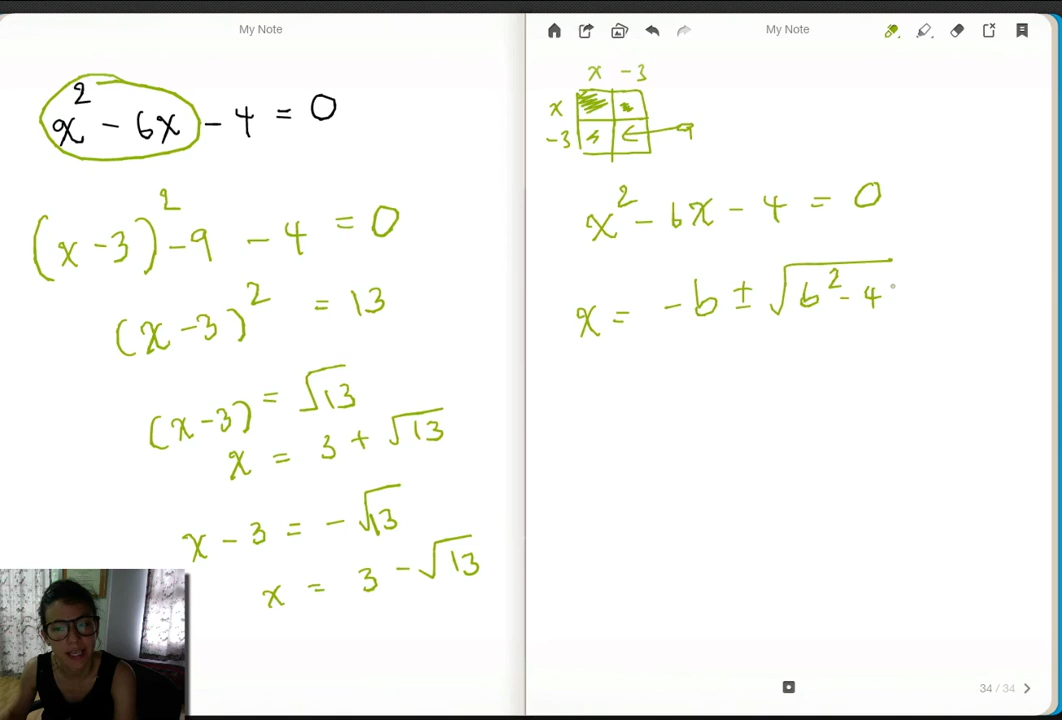 My Note
x² - 6x - 4 = 0
(x - 3)² - 9 - 4 = 0
(x - 3)² = 13
(x - 3) = √13
x = 3 + √13
x - 3 = - √13
x = 3 - √13
My Note
x -3
x
-3 9
x² - 6x - 4 = 0
x = -b ± √b² - 4
34 / 34